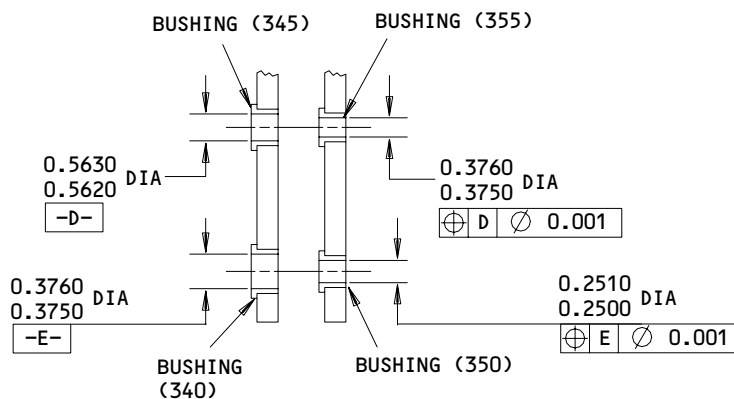 BUSHING (345)
BUSHING (355)
0.5630
0.5620
DIA
-D-
0.3760
0.3750
DIA
⌖ D ∅ 0.001
0.3760
0.3750
DIA
-E-
0.2510
0.2500
DIA
⌖ E ∅ 0.001
BUSHING
(340)
BUSHING (350)